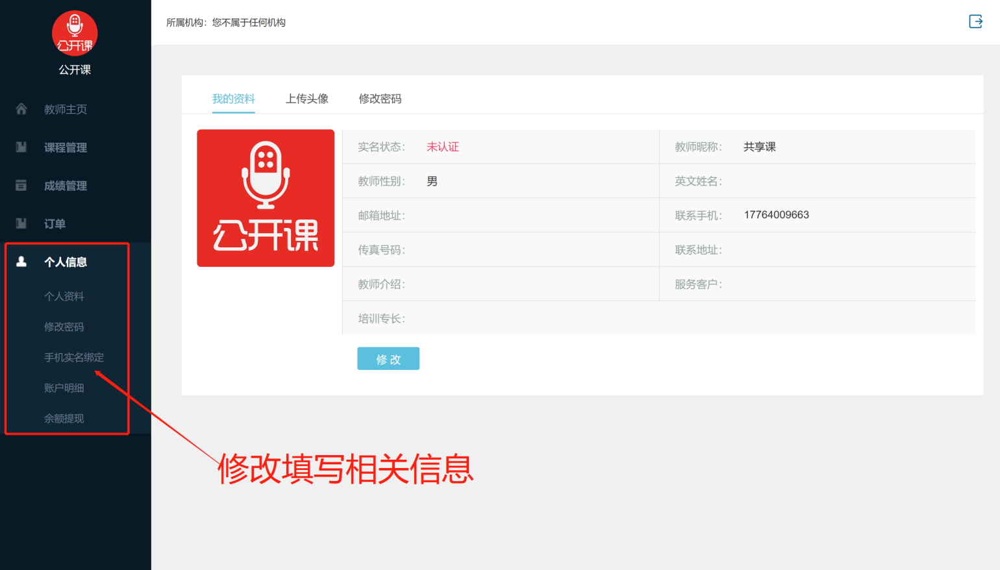 公开课
公开课
教师主页
课程管理
成绩管理
订单
个人信息
个人资料
修改密码
手机实名绑定
账户明细
余额提现
所属机构：您不属于任何机构
我的资料 上传头像 修改密码
公开课
实名状态： 未认证 教师昵称： 共享课
教师性别： 男 英文姓名：
邮箱地址： 联系手机： 17764009663
传真号码： 联系地址：
教师介绍： 服务客户：
培训专长：
修 改
修改填写相关信息